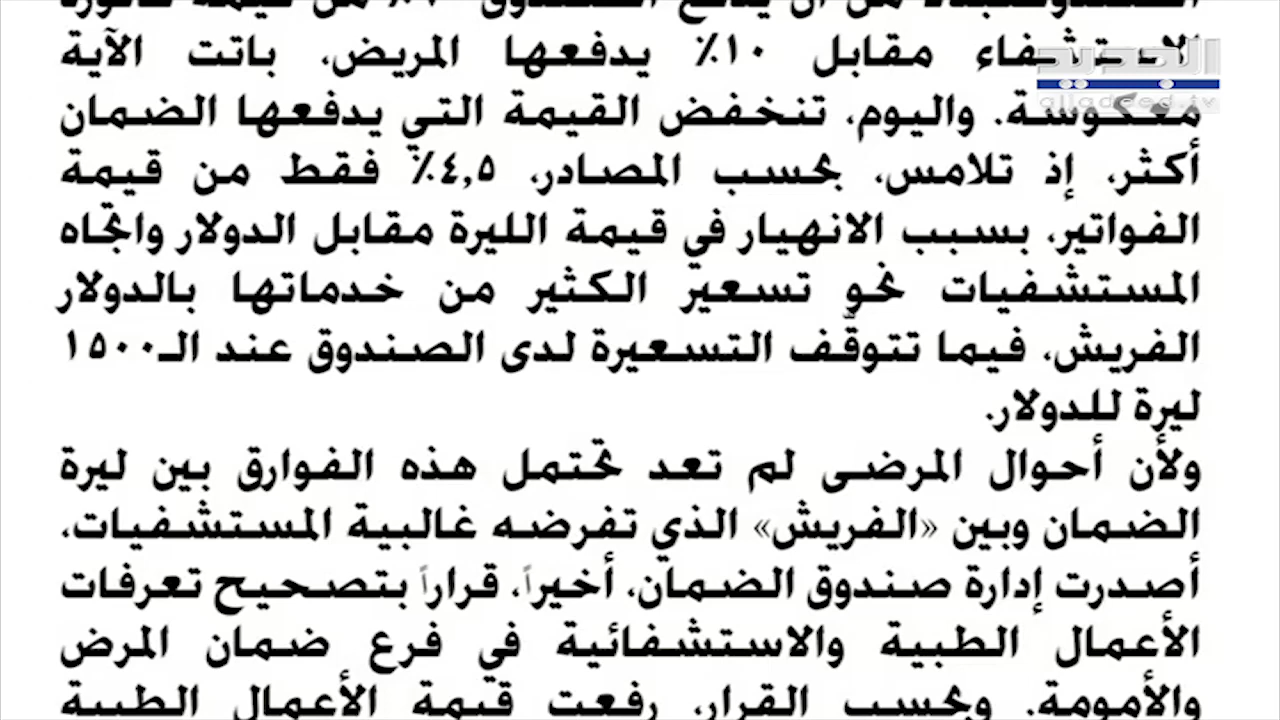 الاستشفاء مقابل ١٠٪ يدفعها المريض، باتت الآية
معكوسة. واليوم، تنخفض القيمة التي يدفعها الضمان
أكثر، إذ تلامس، بحسب المصادر، ٤,٥٪ فقط من قيمة
الفواتير، بسبب الانهيار في قيمة الليرة مقابل الدولار واتجاه
المستشفيات نحو تسعير الكثير من خدماتها بالدولار
الفريش، فيما تتوقّف التسعيرة لدى الصندوق عند الـ١٥٠٠
ليرة للدولار.
ولأن أحوال المرضى لم تعد تحتمل هذه الفوارق بين ليرة
الضمان وبين «الفريش» الذي تفرضه غالبية المستشفيات،
أصدرت إدارة صندوق الضمان، أخيراً، قراراً بتصحيح تعرفات
الأعمال الطبية والاستشفائية في فرع ضمان المرض
والأمومة. وبحسب القرار، رفعت قيمة الأعمال الطبية
الجديد
aljadeed.tv